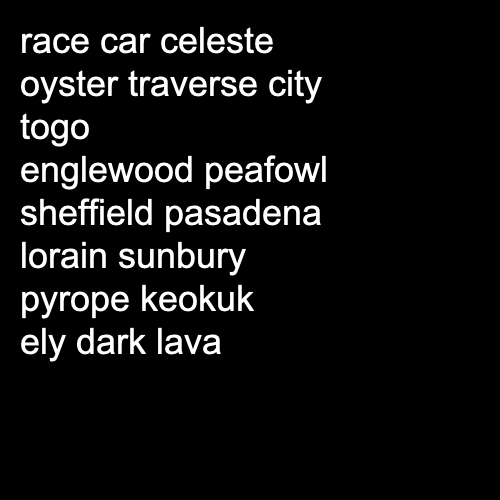 race car celeste
oyster traverse city
togo
englewood peafowl
sheffield pasadena
lorain sunbury
pyrope keokuk
ely dark lava